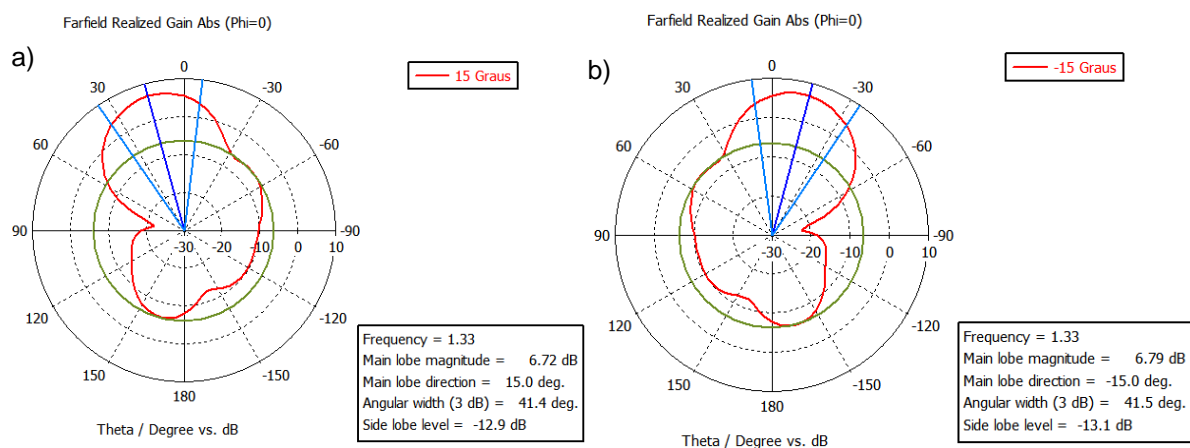 Farfield Realized Gain Abs (Phi=0)
a)
15 Graus
0
30
-30
60
-60
90
-90
-30
-20
-10
0
10
120
-120
150
-150
180
Theta / Degree vs. dB
Frequency = 1.33
Main lobe magnitude = 6.72 dB
Main lobe direction = 15.0 deg.
Angular width (3 dB) = 41.4 deg.
Side lobe level = -12.9 dB
Farfield Realized Gain Abs (Phi=0)
b)
-15 Graus
0
30
-30
60
-60
90
-90
-30
-20
-10
0
10
120
-120
150
-150
180
Theta / Degree vs. dB
Frequency = 1.33
Main lobe magnitude = 6.79 dB
Main lobe direction = -15.0 deg.
Angular width (3 dB) = 41.5 deg.
Side lobe level = -13.1 dB